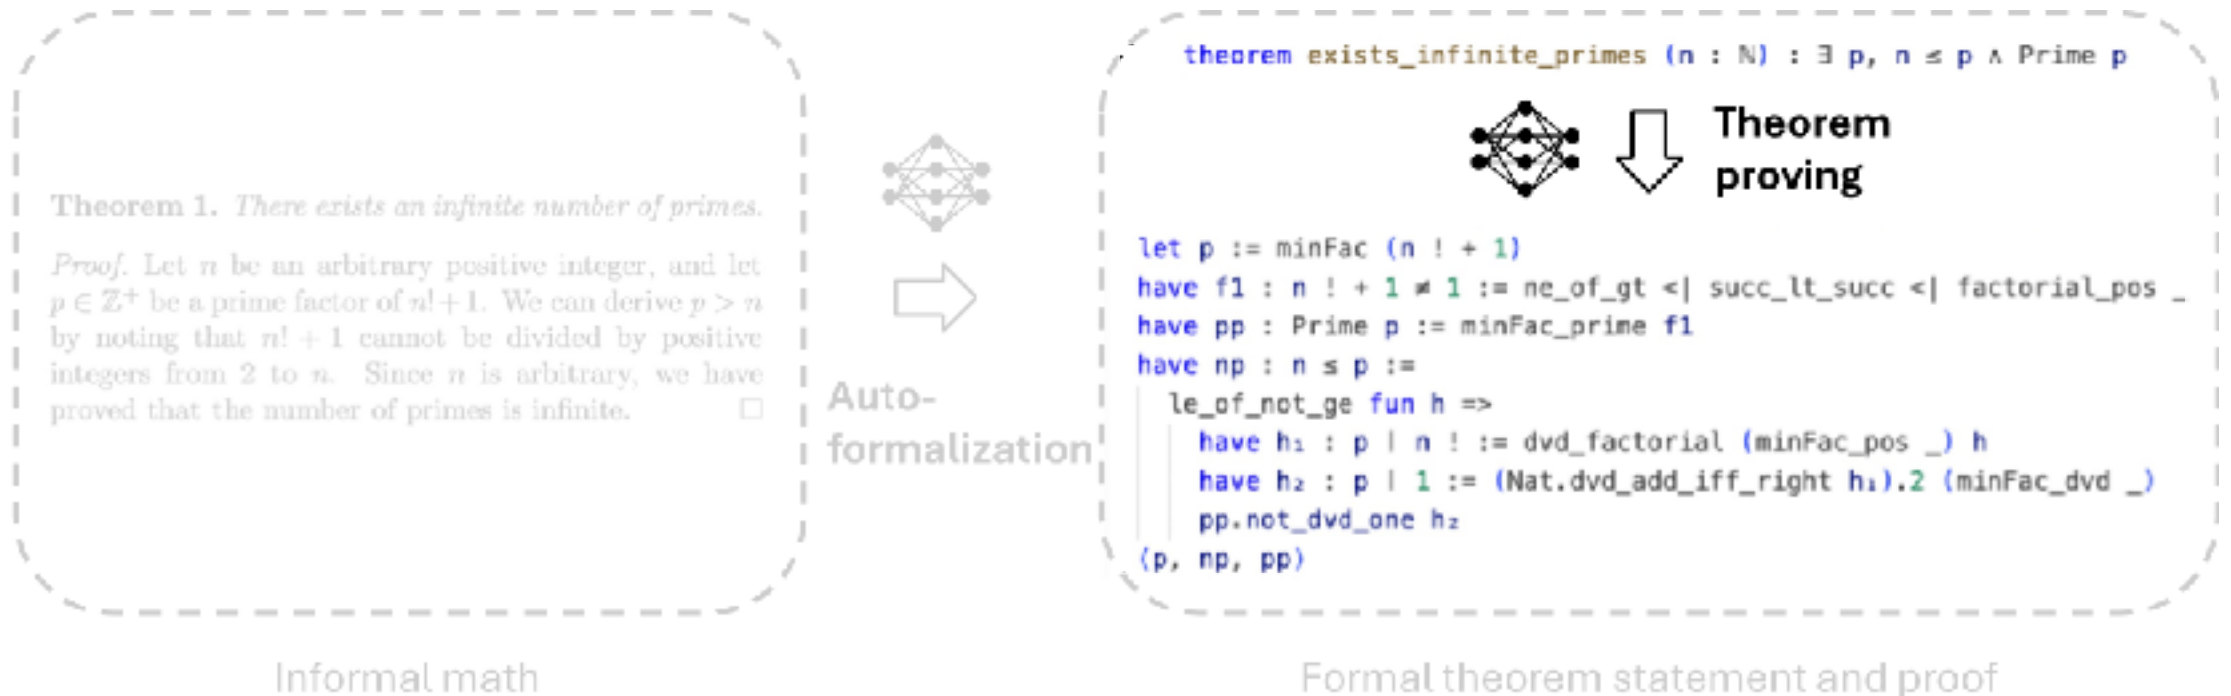 Theorem 1. There exists an infinite number of primes.
Proof. Let n be an arbitrary positive integer, and let
p ∈ ℤ⁺ be a prime factor of n! + 1. We can derive p > n
by noting that n! + 1 cannot be divided by positive
integers from 2 to n. Since n is arbitrary, we have
proved that the number of primes is infinite. □
Informal math
Auto-
formalization
theorem exists_infinite_primes (n : ℕ) : ∃ p, n ≤ p ∧ Prime p
Theorem
proving
let p := minFac (n ! + 1)
have f1 : n ! + 1 ≠ 1 := ne_of_gt <| succ_lt_succ <| factorial_pos _
have pp : Prime p := minFac_prime f1
have np : n ≤ p :=
le_of_not_ge fun h =>
have h₁ : p ∣ n ! := dvd_factorial (minFac_pos _) h
have h₂ : p ∣ 1 := (Nat.dvd_add_iff_right h₁).2 (minFac_dvd _)
pp.not_dvd_one h₂
⟨p, np, pp⟩
Formal theorem statement and proof